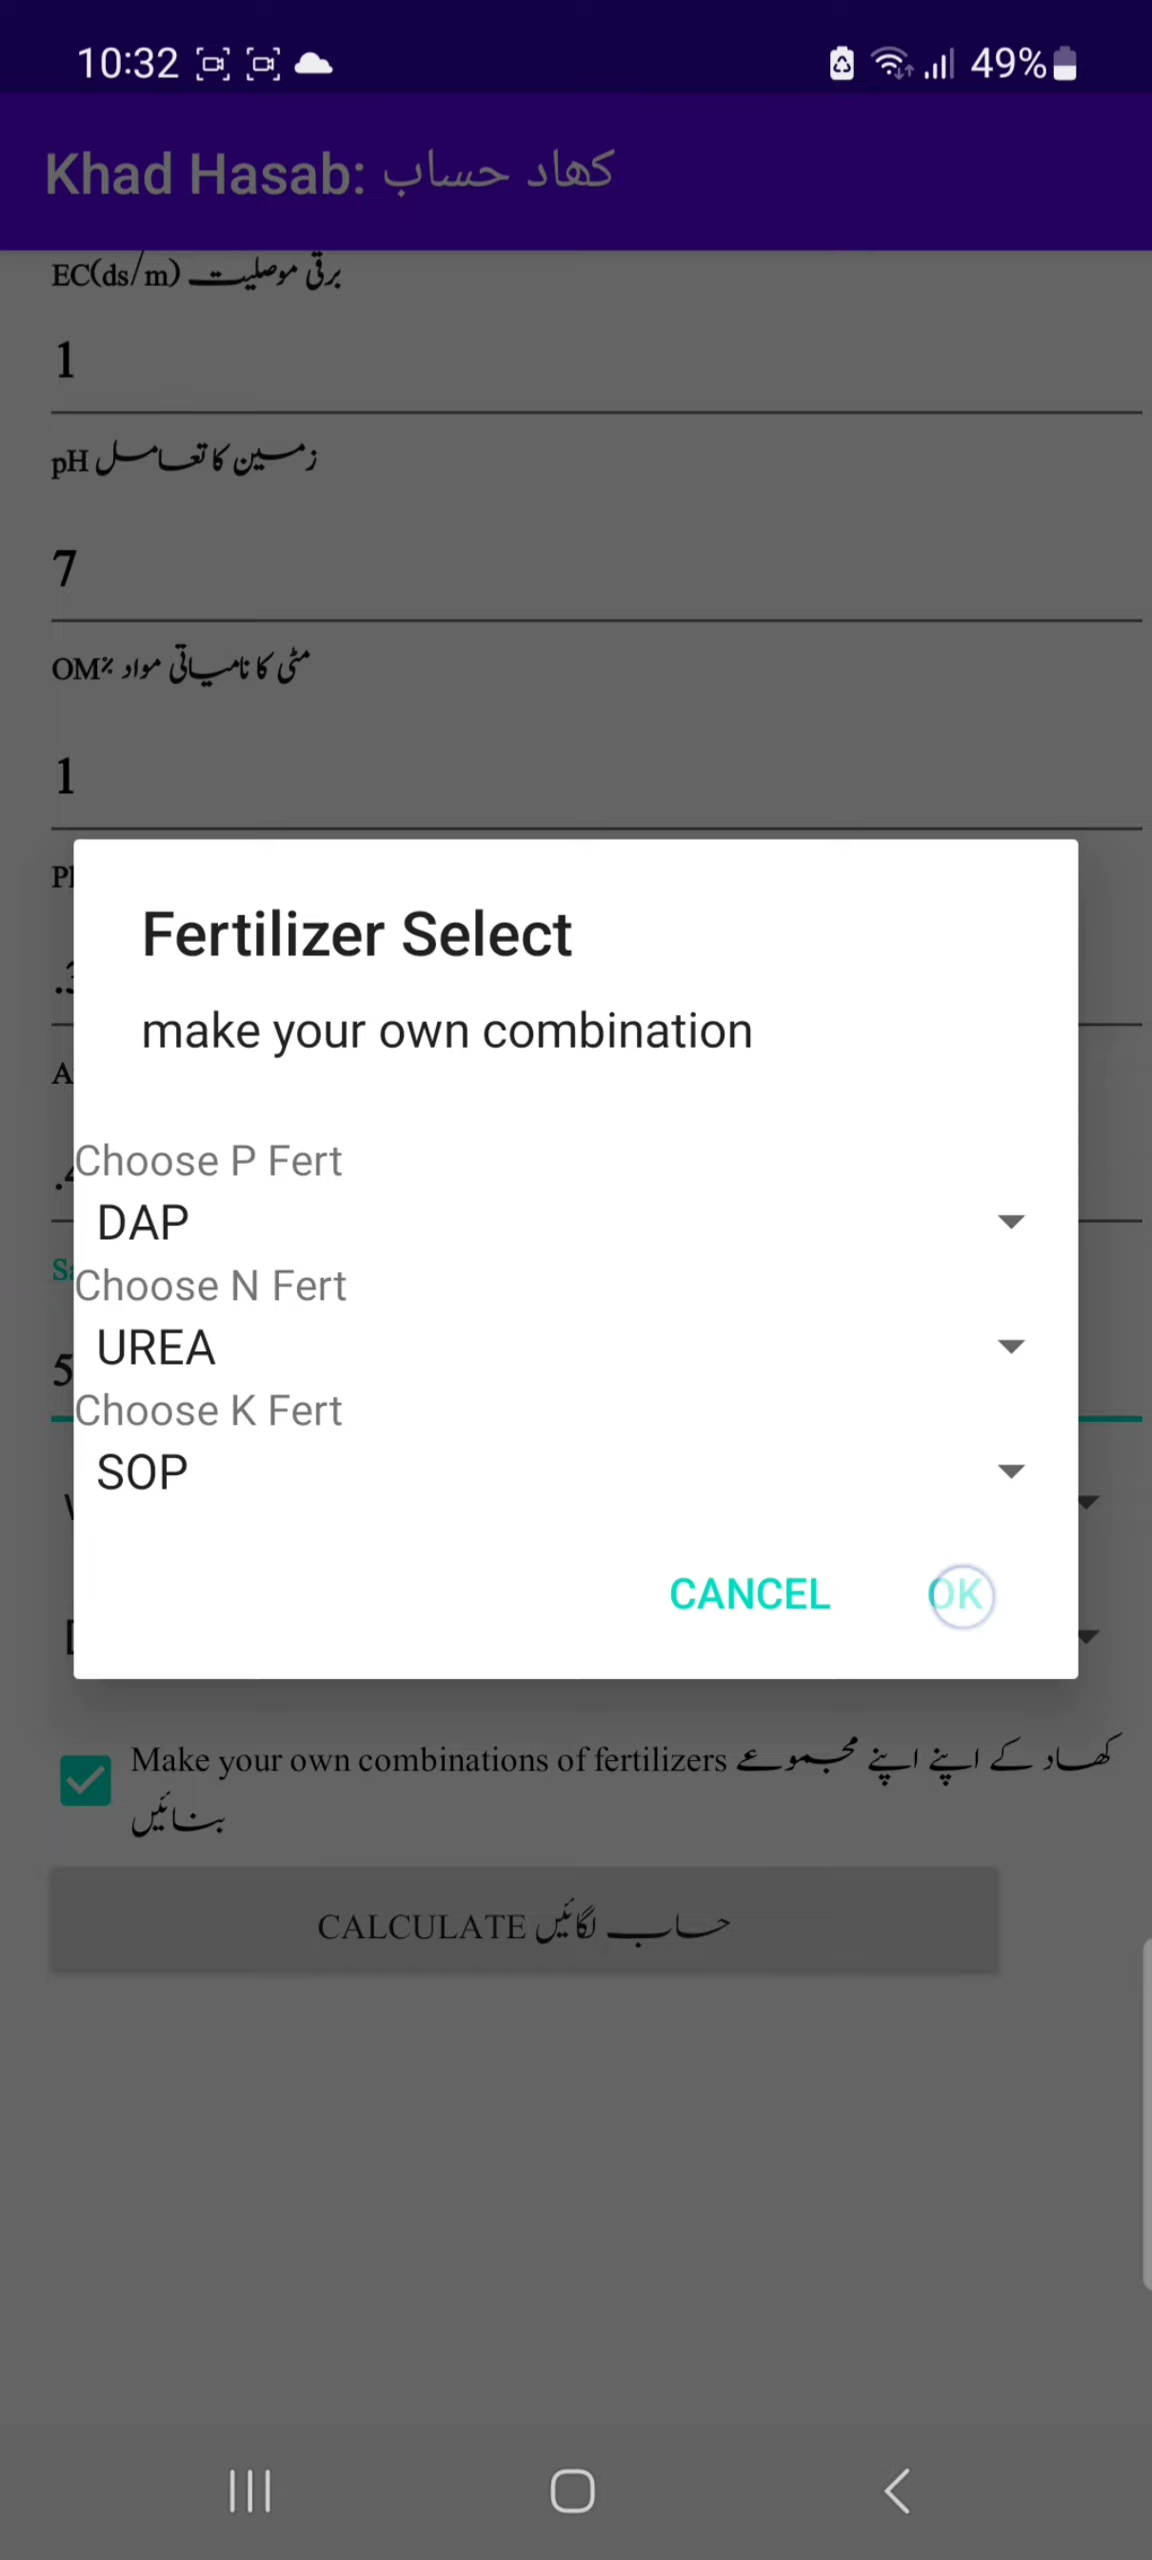 10:32
49%
Khad Hasab: کھاد حساب
EC(ds/m) برقی موصلیت
1
pH زمین کا تعامل
7
OM% مٹی کا نامیاتی مواد
1
Fertilizer Select
make your own combination
Choose P Fert
DAP
Choose N Fert
UREA
Choose K Fert
SOP
CANCEL OK
Make your own combinations of fertilizers کھاد کے اپنے اپنے مجموعے
بنائیں
CALCULATE حساب لگائیں